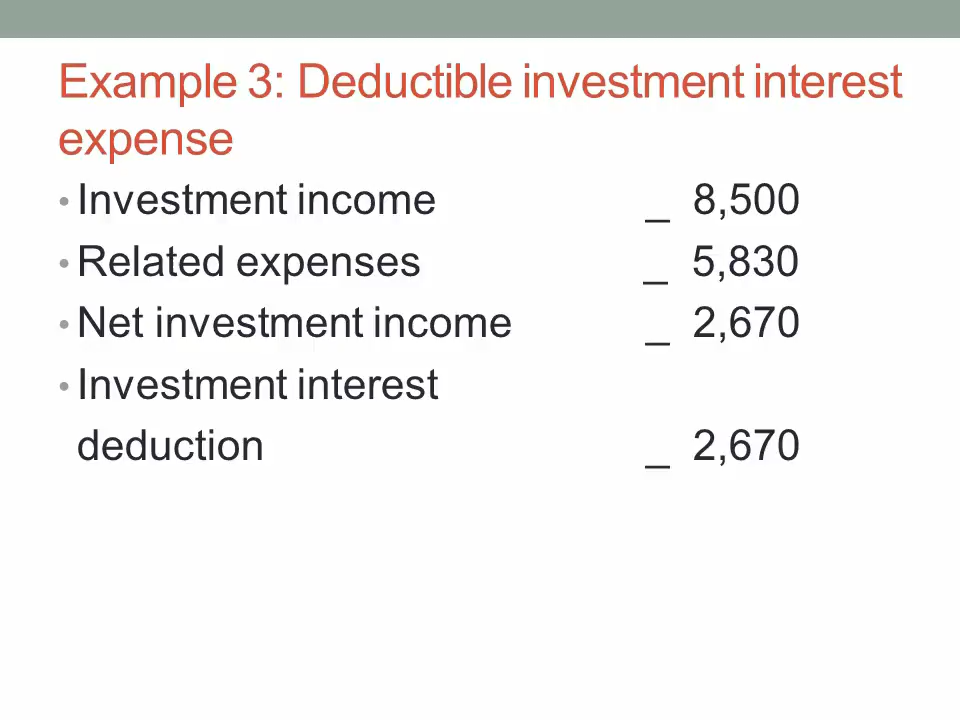 Example 3: Deductible investment interest
expense
• Investment income _ 8,500
• Related expenses _ 5,830
• Net investment income _ 2,670
• Investment interest
deduction _ 2,670